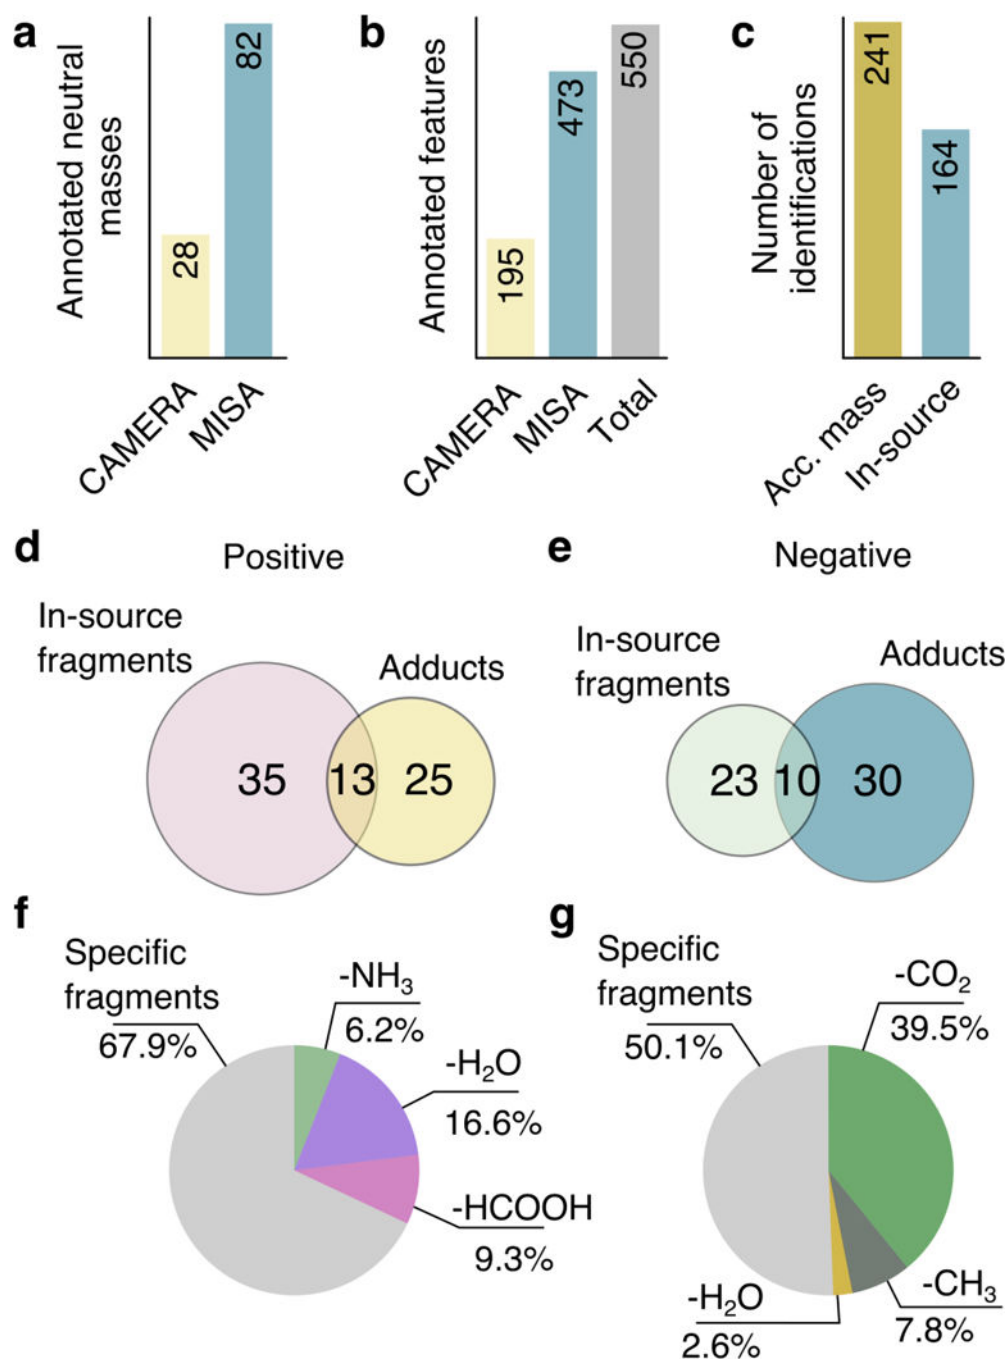 a
Annotated neutral
masses
28
82
CAMERA
MISA
b
Annotated features
195
473
550
CAMERA
MISA
Total
c
Number of
identifications
241
164
Acc. mass
In-source
d
Positive
In-source
fragments
Adducts
35
13
25
e
Negative
In-source
fragments
Adducts
23
10
30
f
Specific
fragments
67.9%
-NH₃
6.2%
-H₂O
16.6%
-HCOOH
9.3%
g
Specific
fragments
50.1%
-CO₂
39.5%
-H₂O
2.6%
-CH₃
7.8%